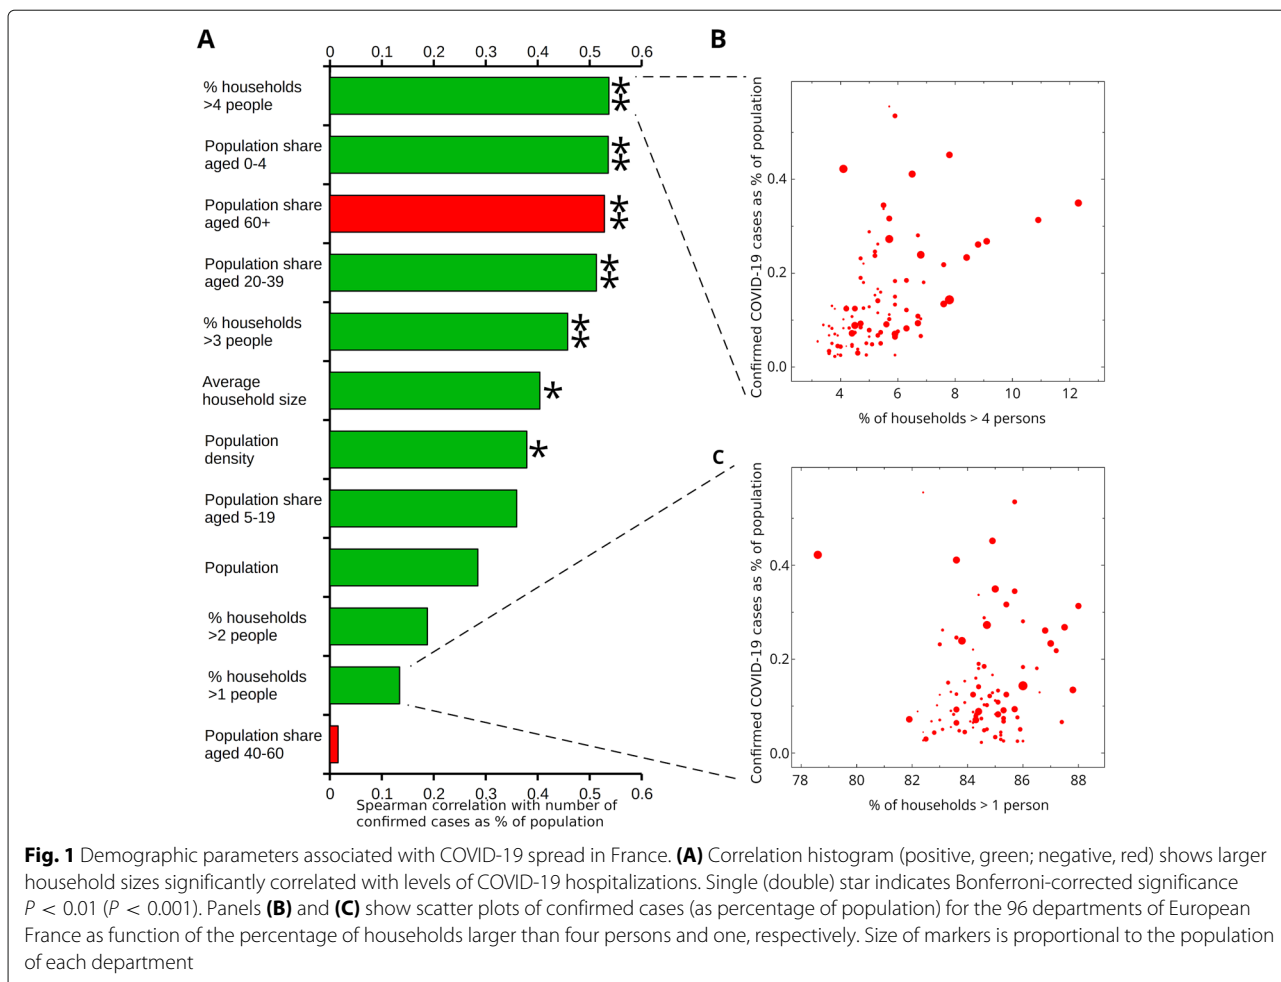 A
0 0.1 0.2 0.3 0.4 0.5 0.6
% households
>4 people
Population share
aged 0-4
Population share
aged 60+
Population share
aged 20-39
% households
>3 people
Average
household size
Population
density
Population share
aged 5-19
Population
% households
>2 people
% households
>1 people
Population share
aged 40-60
0 0.1 0.2 0.3 0.4 0.5 0.6
Spearman correlation with number of
confirmed cases as % of population
B
Confirmed COVID-19 cases as % of population
0.4
0.2
0.0
4 6 8 10 12
% of households > 4 persons
C
Confirmed COVID-19 cases as % of population
0.4
0.2
0.0
78 80 82 84 86 88
% of households > 1 person
Fig. 1 Demographic parameters associated with COVID-19 spread in France. (A) Correlation histogram (positive, green; negative, red) shows larger
household sizes significantly correlated with levels of COVID-19 hospitalizations. Single (double) star indicates Bonferroni-corrected significance
P < 0.01 (P < 0.001). Panels (B) and (C) show scatter plots of confirmed cases (as percentage of population) for the 96 departments of European
France as function of the percentage of households larger than four persons and one, respectively. Size of markers is proportional to the population
of each department